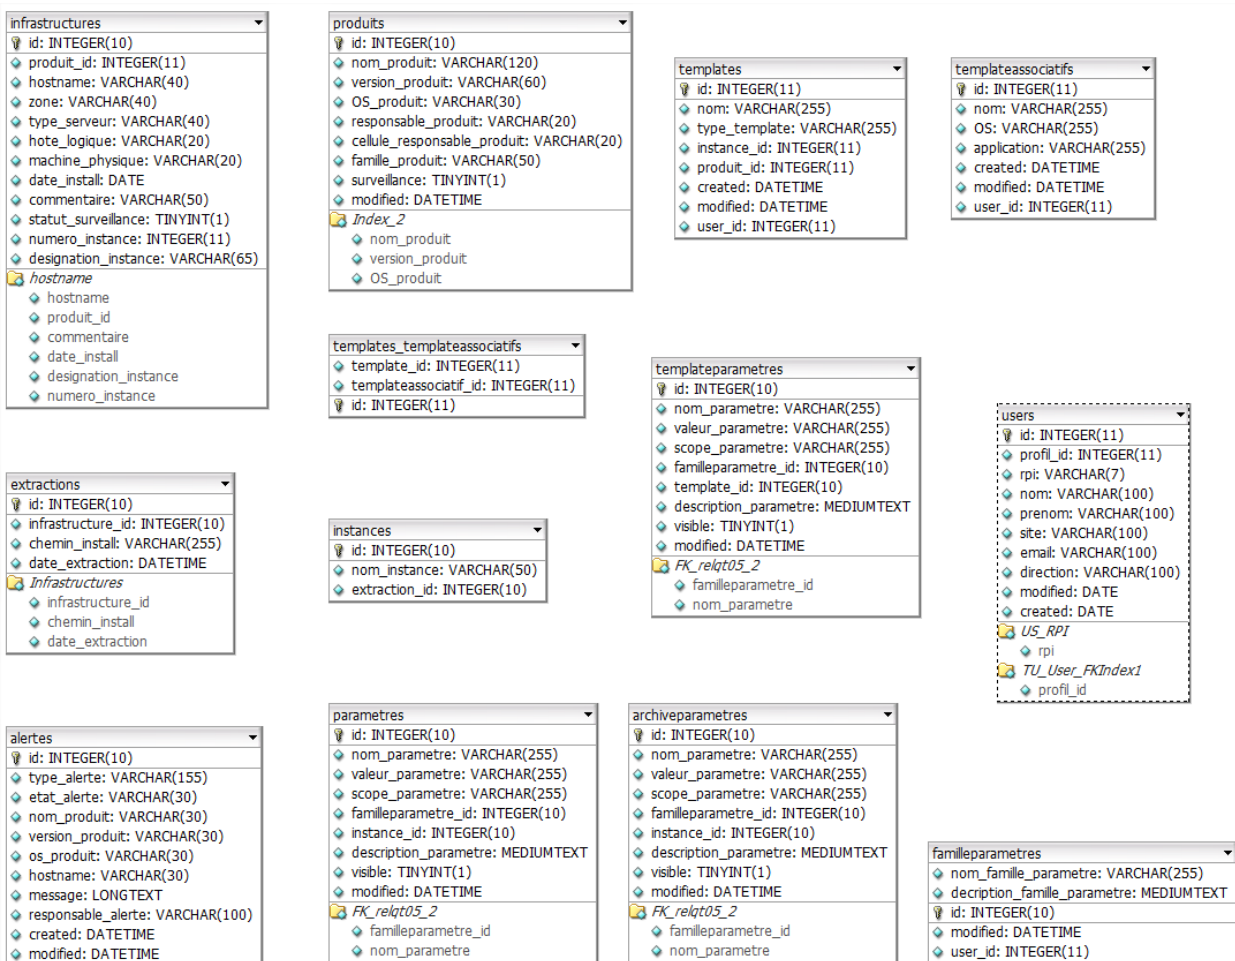 infrastructures
id: INTEGER(10)
produit_id: INTEGER(11)
hostname: VARCHAR(40)
zone: VARCHAR(40)
type_serveur: VARCHAR(40)
hote_logique: VARCHAR(20)
machine_physique: VARCHAR(20)
date_install: DATE
commentaire: VARCHAR(50)
statut_surveillance: TINYINT(1)
numero_instance: INTEGER(11)
designation_instance: VARCHAR(65)
hostname
hostname
produit_id
commentaire
date_install
designation_instance
numero_instance
produits
id: INTEGER(10)
nom_produit: VARCHAR(120)
version_produit: VARCHAR(60)
OS_produit: VARCHAR(30)
responsable_produit: VARCHAR(20)
cellule_responsable_produit: VARCHAR(20)
famille_produit: VARCHAR(50)
surveillance: TINYINT(1)
modified: DATETIME
Index_2
nom_produit
version_produit
OS_produit
templates
id: INTEGER(11)
nom: VARCHAR(255)
type_template: VARCHAR(255)
instance_id: INTEGER(11)
produit_id: INTEGER(11)
created: DATETIME
modified: DATETIME
user_id: INTEGER(11)
templateassociatifs
id: INTEGER(11)
nom: VARCHAR(255)
OS: VARCHAR(255)
application: VARCHAR(255)
created: DATETIME
modified: DATETIME
user_id: INTEGER(11)
templates_templateassociatifs
template_id: INTEGER(11)
templateassociatif_id: INTEGER(11)
id: INTEGER(11)
templateparametres
id: INTEGER(10)
nom_parametre: VARCHAR(255)
valeur_parametre: VARCHAR(255)
scope_parametre: VARCHAR(255)
familleparametre_id: INTEGER(10)
template_id: INTEGER(10)
description_parametre: MEDIUMTEXT
visible: TINYINT(1)
modified: DATETIME
FK_relqt05_2
familleparametre_id
nom_parametre
users
id: INTEGER(11)
profil_id: INTEGER(11)
rpi: VARCHAR(7)
nom: VARCHAR(100)
prenom: VARCHAR(100)
site: VARCHAR(100)
email: VARCHAR(100)
direction: VARCHAR(100)
modified: DATE
created: DATE
US_RPI
rpi
TU_User_FKIndex1
profil_id
extractions
id: INTEGER(10)
infrastructure_id: INTEGER(10)
chemin_install: VARCHAR(255)
date_extraction: DATETIME
Infrastructures
infrastructure_id
chemin_install
date_extraction
instances
id: INTEGER(10)
nom_instance: VARCHAR(50)
extraction_id: INTEGER(10)
alertes
id: INTEGER(10)
type_alerte: VARCHAR(155)
etat_alerte: VARCHAR(30)
nom_produit: VARCHAR(30)
version_produit: VARCHAR(30)
os_produit: VARCHAR(30)
hostname: VARCHAR(30)
message: LONGTEXT
responsable_alerte: VARCHAR(100)
created: DATETIME
modified: DATETIME
parametres
id: INTEGER(10)
nom_parametre: VARCHAR(255)
valeur_parametre: VARCHAR(255)
scope_parametre: VARCHAR(255)
familleparametre_id: INTEGER(10)
instance_id: INTEGER(10)
description_parametre: MEDIUMTEXT
visible: TINYINT(1)
modified: DATETIME
FK_relqt05_2
familleparametre_id
nom_parametre
archiveparametres
id: INTEGER(10)
nom_parametre: VARCHAR(255)
valeur_parametre: VARCHAR(255)
scope_parametre: VARCHAR(255)
familleparametre_id: INTEGER(10)
instance_id: INTEGER(10)
description_parametre: MEDIUMTEXT
visible: TINYINT(1)
modified: DATETIME
FK_relqt05_2
familleparametre_id
nom_parametre
familleparametres
nom_famille_parametre: VARCHAR(255)
decription_famille_parametre: MEDIUMTEXT
id: INTEGER(10)
modified: DATETIME
user_id: INTEGER(11)